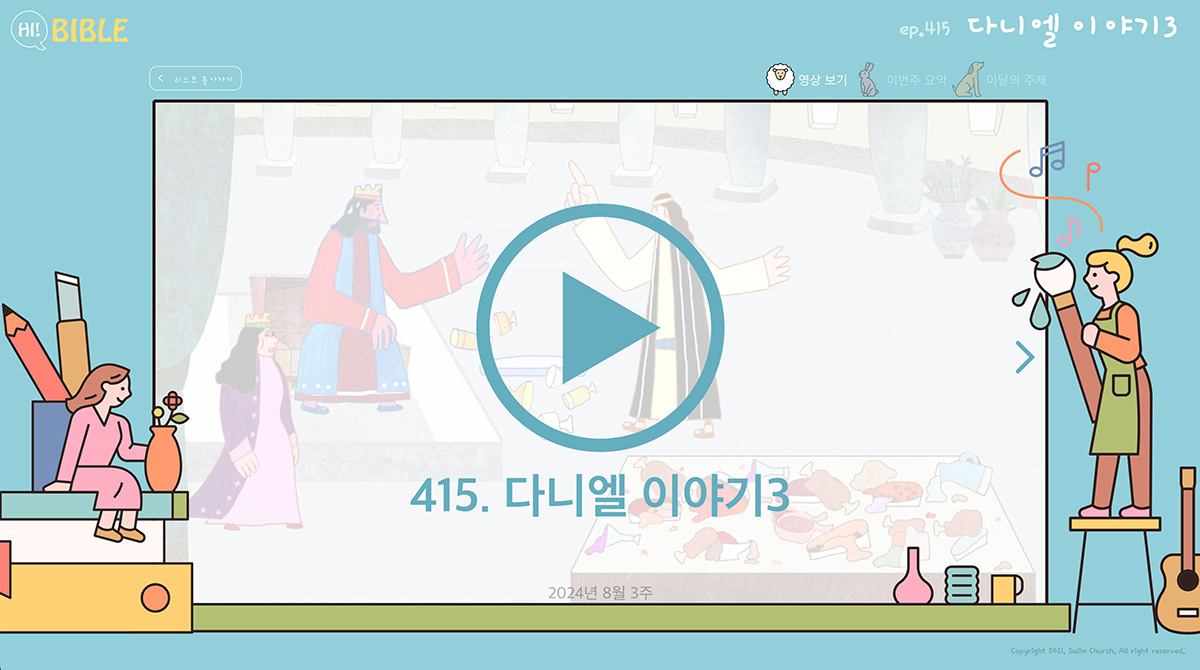 HI! BIBLE
ep.415 다니엘 이야기3
< 리스트 돌아가기
영상 보기 이번주 요약 이달의 주제
415. 다니엘 이야기3
2024년 8월 3주
Copyright 2021. Salim Church. All right reserved.